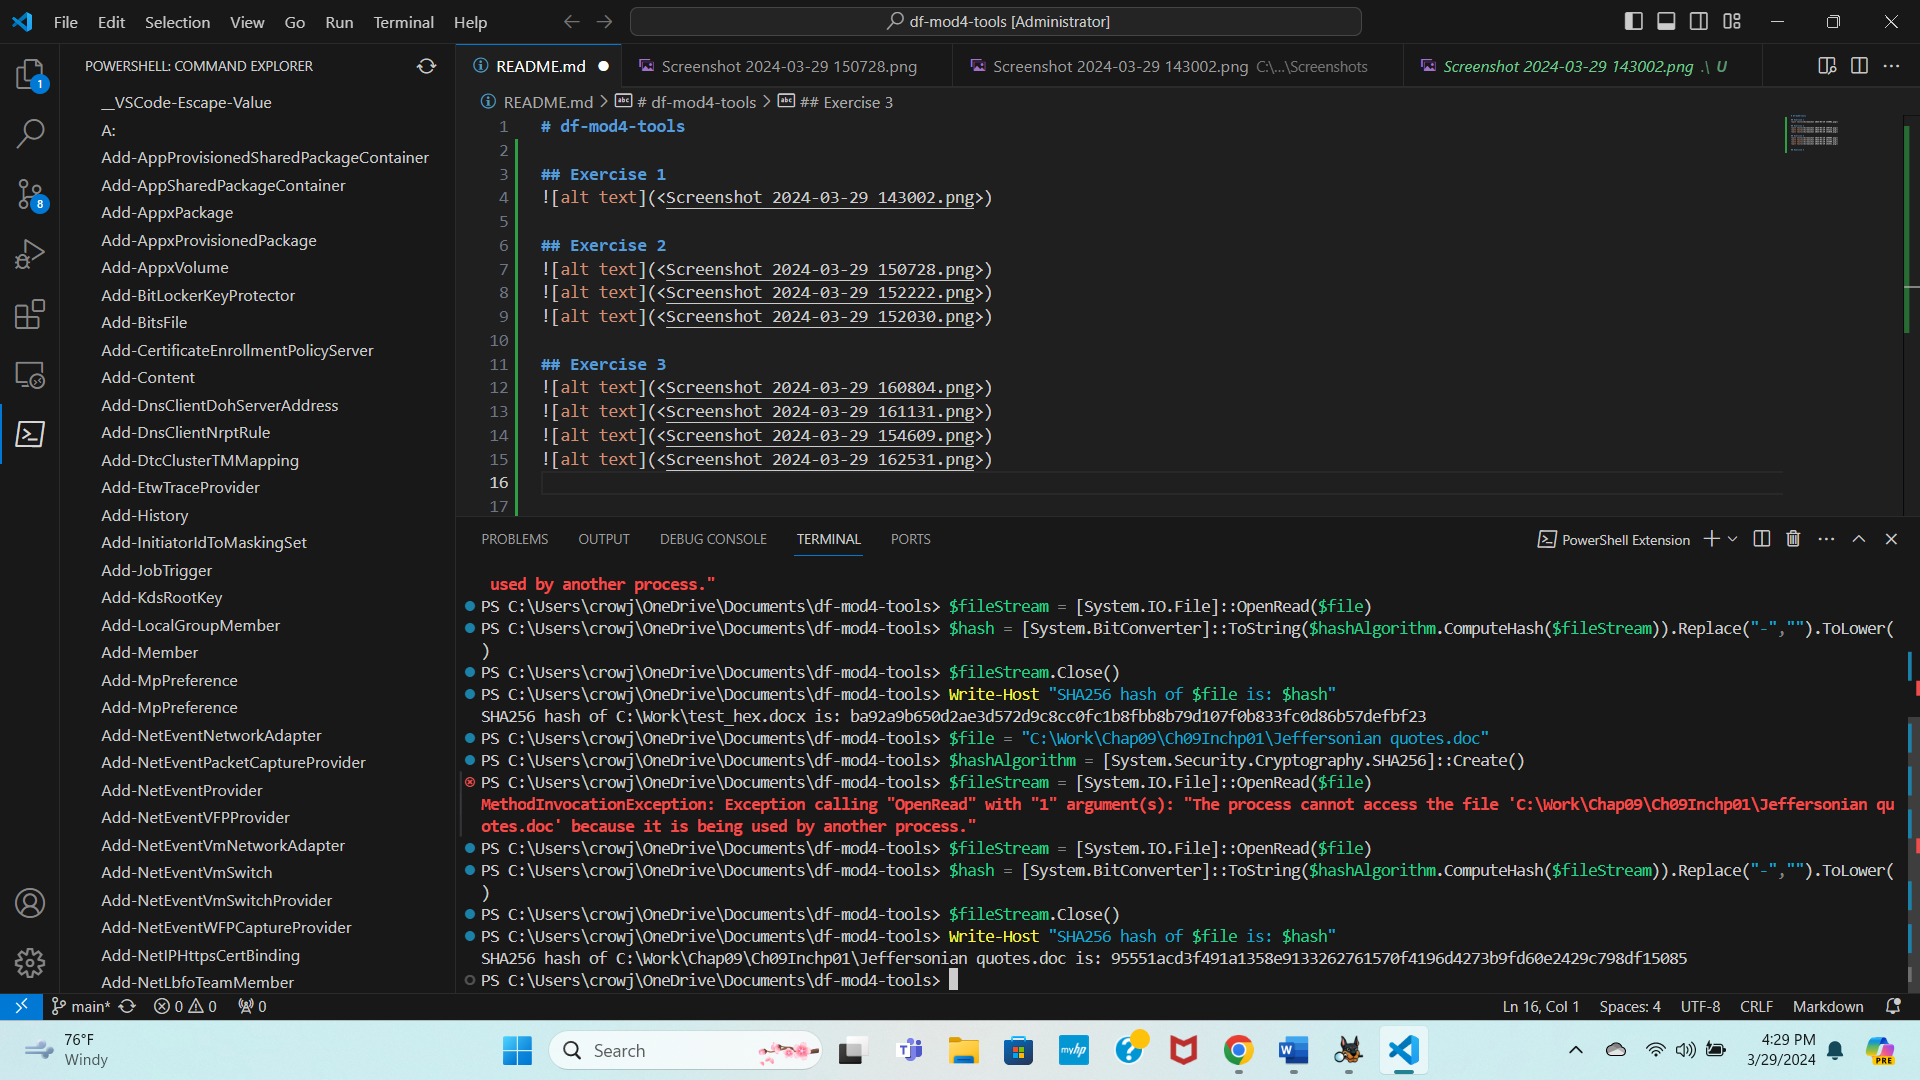 File Edit Selection View Go Run Terminal Help
df-mod4-tools [Administrator]
POWERSHELL: COMMAND EXPLORER
__VSCode-Escape-Value
A:
Add-AppProvisionedSharedPackageContainer
Add-AppSharedPackageContainer
Add-AppxPackage
Add-AppxProvisionedPackage
Add-AppxVolume
Add-BitLockerKeyProtector
Add-BitsFile
Add-CertificateEnrollmentPolicyServer
Add-Content
Add-DnsClientDohServerAddress
Add-DnsClientNrptRule
Add-DtcClusterTMMapping
Add-EtwTraceProvider
Add-History
Add-InitiatorIdToMaskingSet
Add-JobTrigger
Add-KdsRootKey
Add-LocalGroupMember
Add-Member
Add-MpPreference
Add-MpPreference
Add-NetEventNetworkAdapter
Add-NetEventPacketCaptureProvider
Add-NetEventProvider
Add-NetEventVFPProvider
Add-NetEventVmNetworkAdapter
Add-NetEventVmSwitch
Add-NetEventVmSwitchProvider
Add-NetEventWFPCaptureProvider
Add-NetIPHttpsCertBinding
Add-NetLbfoTeamMember
1
8
README.md
Screenshot 2024-03-29 150728.png
Screenshot 2024-03-29 143002.png C:\...\Screenshots
Screenshot 2024-03-29 143002.png .\ U
README.md > # df-mod4-tools > ## Exercise 3
1 # df-mod4-tools
2
3 ## Exercise 1
4 ![alt text](<Screenshot 2024-03-29 143002.png>)
5
6 ## Exercise 2
7 ![alt text](<Screenshot 2024-03-29 150728.png>)
8 ![alt text](<Screenshot 2024-03-29 152222.png>)
9 ![alt text](<Screenshot 2024-03-29 152030.png>)
10
11 ## Exercise 3
12 ![alt text](<Screenshot 2024-03-29 160804.png>)
13 ![alt text](<Screenshot 2024-03-29 161131.png>)
14 ![alt text](<Screenshot 2024-03-29 154609.png>)
15 ![alt text](<Screenshot 2024-03-29 162531.png>)
16
17
PROBLEMS OUTPUT DEBUG CONSOLE TERMINAL PORTS
PowerShell Extension
used by another process."
PS C:\Users\crowj\OneDrive\Documents\df-mod4-tools> $fileStream = [System.IO.File]::OpenRead($file)
PS C:\Users\crowj\OneDrive\Documents\df-mod4-tools> $hash = [System.BitConverter]::ToString($hashAlgorithm.ComputeHash($fileStream)).Replace("-","").ToLower(
)
PS C:\Users\crowj\OneDrive\Documents\df-mod4-tools> $fileStream.Close()
PS C:\Users\crowj\OneDrive\Documents\df-mod4-tools> Write-Host "SHA256 hash of $file is: $hash"
SHA256 hash of C:\Work\test_hex.docx is: ba92a9b650d2ae3d572d9c8cc0fc1b8fbb8b79d107f0b833fc0d86b57defbf23
PS C:\Users\crowj\OneDrive\Documents\df-mod4-tools> $file = "C:\Work\Chap09\Ch09Inchp01\Jeffersonian quotes.doc"
PS C:\Users\crowj\OneDrive\Documents\df-mod4-tools> $hashAlgorithm = [System.Security.Cryptography.SHA256]::Create()
PS C:\Users\crowj\OneDrive\Documents\df-mod4-tools> $fileStream = [System.IO.File]::OpenRead($file)
MethodInvocationException: Exception calling "OpenRead" with "1" argument(s): "The process cannot access the file 'C:\Work\Chap09\Ch09Inchp01\Jeffersonian qu
otes.doc' because it is being used by another process."
PS C:\Users\crowj\OneDrive\Documents\df-mod4-tools> $fileStream = [System.IO.File]::OpenRead($file)
PS C:\Users\crowj\OneDrive\Documents\df-mod4-tools> $hash = [System.BitConverter]::ToString($hashAlgorithm.ComputeHash($fileStream)).Replace("-","").ToLower(
)
PS C:\Users\crowj\OneDrive\Documents\df-mod4-tools> $fileStream.Close()
PS C:\Users\crowj\OneDrive\Documents\df-mod4-tools> Write-Host "SHA256 hash of $file is: $hash"
SHA256 hash of C:\Work\Chap09\Ch09Inchp01\Jeffersonian quotes.doc is: 95551acd3f491a1358e9133262761570f4196d4273b9fd60e2429c798df15085
PS C:\Users\crowj\OneDrive\Documents\df-mod4-tools>
main* 0 0 0
Ln 16, Col 1 Spaces: 4 UTF-8 CRLF Markdown
76°F
Windy
Search
myhp
W
PRE
4:29 PM
3/29/2024